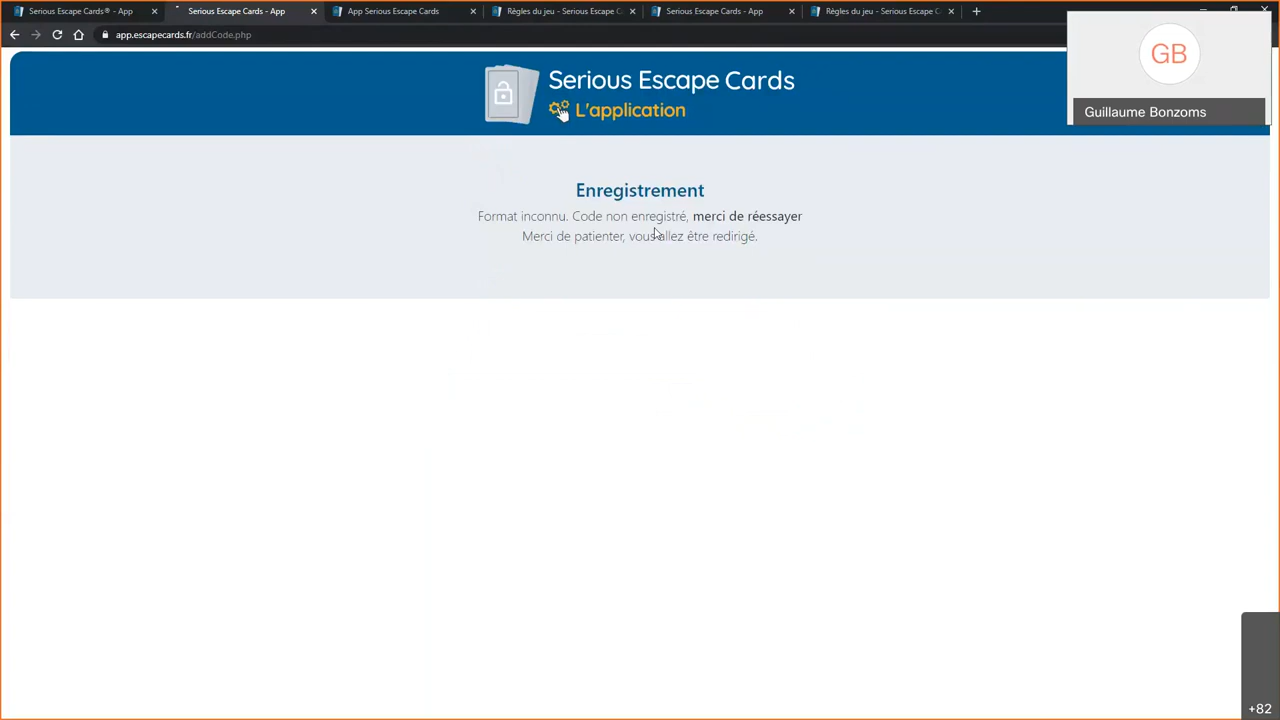 Serious Escape Cards® - App
Serious Escape Cards - App
App Serious Escape Cards
Règles du jeu - Serious Escape C
Serious Escape Cards - App
Règles du jeu - Serious Escape C
app.escapecards.fr/addCode.php
GB
Guillaume Bonzoms
Serious Escape Cards
L'application
Enregistrement
Format inconnu. Code non enregistré, merci de réessayer
Merci de patienter, vous allez être redirigé.
+82